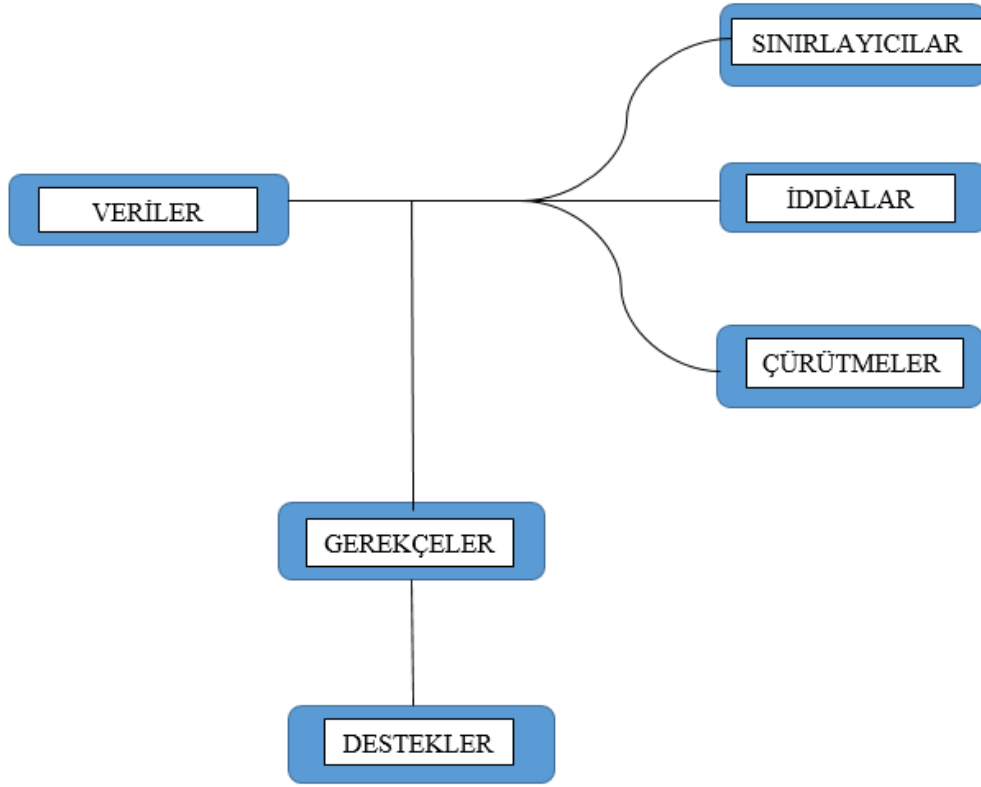 SINIRLAYICILAR
VERİLER
İDDİALAR
ÇÜRÜTMELER
GEREKÇELER
DESTEKLER